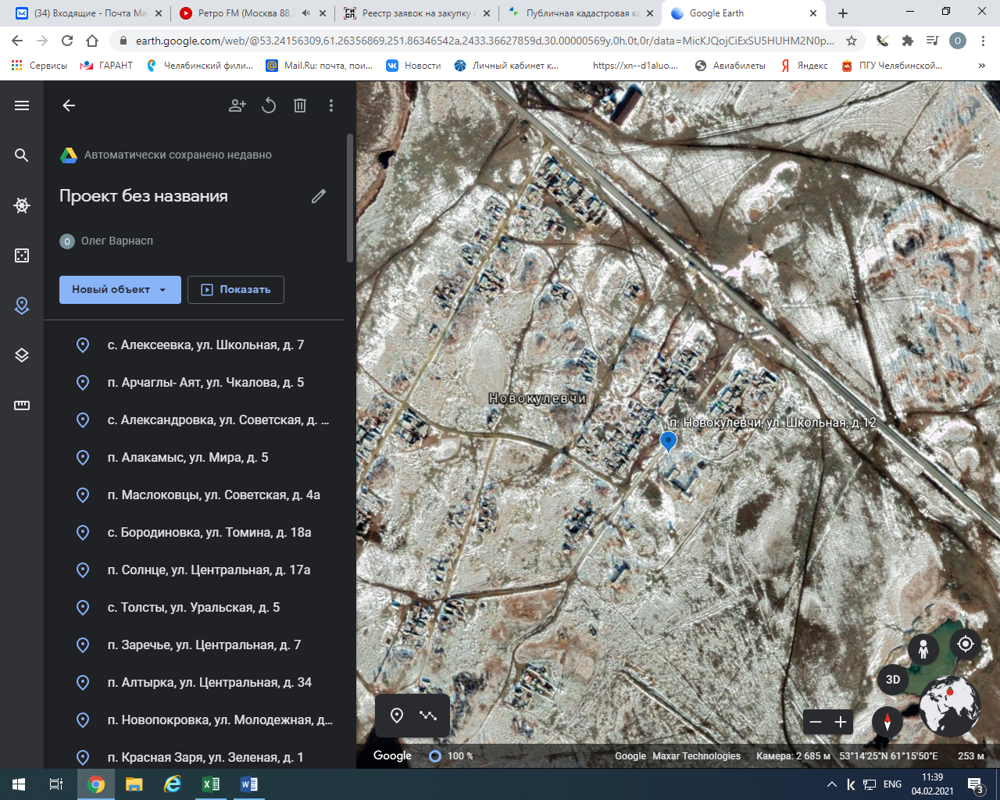 (34) Входящие - Почта Ма
Ретро FM (Москва 88,3
Реестр заявок на закупку
Публичная кадастровая ка
Google Earth
earth.google.com/web/@53.24156309,61.26356869,251.86346542a,2433.36627859d,30.00000569y,0h,0t,0r/data=MicKJQojCiExSU5HUHM2N0p...
О
Сервисы
ГАРАНТ
Челябинский фили...
Mail.Ru: почта, пои...
Новости
Личный кабинет к...
https://xn--d1aluo....
Авиабилеты
Яндекс
ПГУ Челябинской...
»
Автоматически сохранено недавно
Проект без названия
О Олег Варнасп
Новый объект
Показать
с. Алексеевка, ул. Школьная, д. 7
п. Арчаглы- Аят, ул. Чкалова, д. 5
с. Александровка, ул. Советская, д. ...
п. Алакамыс, ул. Мира, д. 5
п. Маслоковцы, ул. Советская, д. 4а
с. Бородиновка, ул. Томина, д. 18а
п. Солнце, ул. Центральная, д. 17а
с. Толсты, ул. Уральская, д. 5
п. Заречье, ул. Центральная, д. 7
п. Алтырка, ул. Центральная, д. 34
п. Новопокровка, ул. Молодежная, д...
п. Красная Заря, ул. Зеленая, д. 1
Новокулевчи
п. Новокулевчи, ул. Школьная, д.12
3D
Google
100 %
Google Maxar Technologies
Камера: 2 685 м
53°14'25"N 61°15'50"E
253 м
ENG
11:39
04.02.2021
3